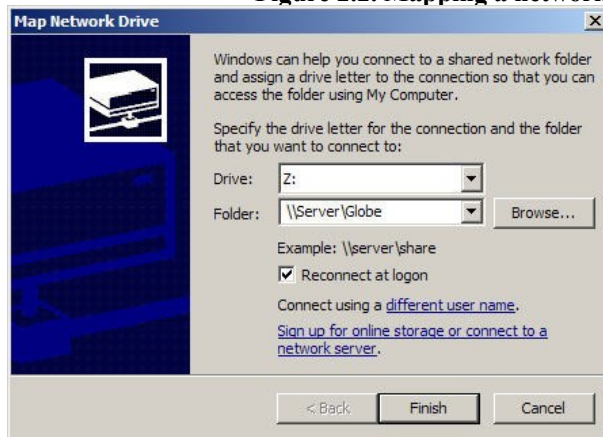 Figure 2.2. Mapping a network
Map Network Drive
Windows can help you connect to a shared network folder
and assign a drive letter to the connection so that you can
access the folder using My Computer.
Specify the drive letter for the connection and the folder
that you want to connect to:
Drive: Z:
Folder: \\Server\Globe Browse...
Example: \\server\share
Reconnect at logon
Connect using a different user name.
Sign up for online storage or connect to a
network server.
< Back Finish Cancel